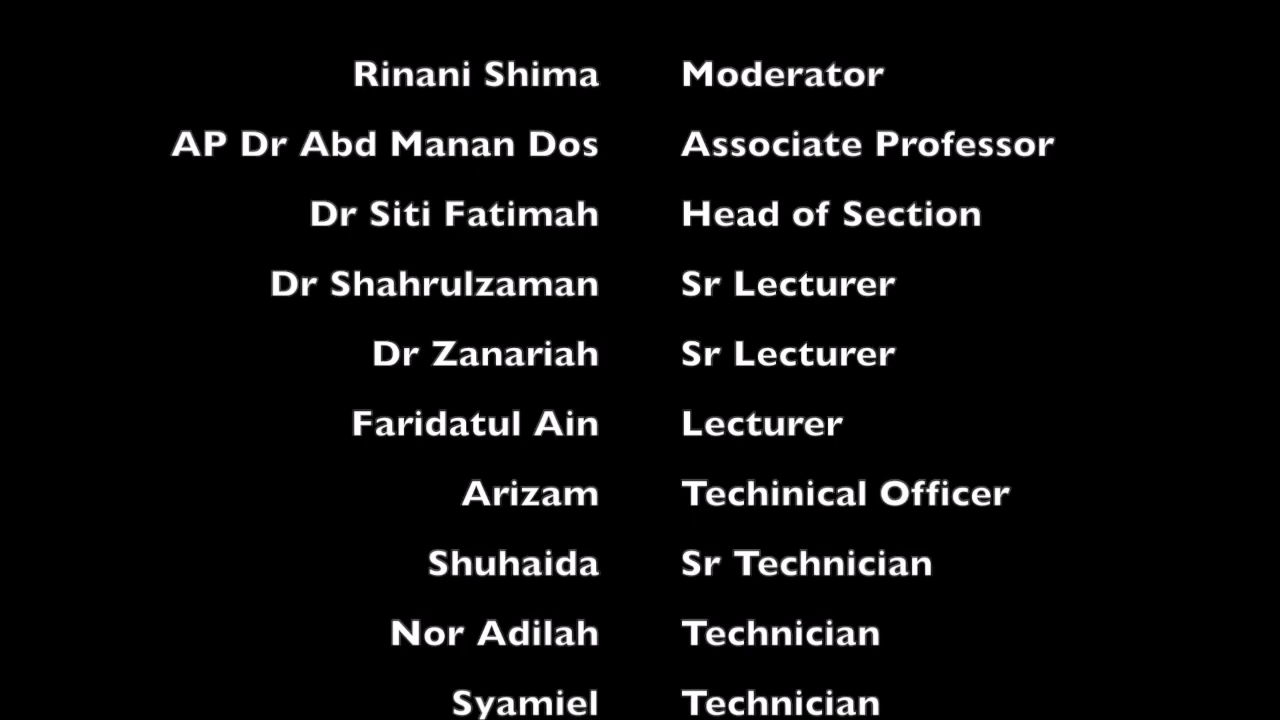 Rinani Shima Moderator
AP Dr Abd Manan Dos Associate Professor
Dr Siti Fatimah Head of Section
Dr Shahrulzaman Sr Lecturer
Dr Zanariah Sr Lecturer
Faridatul Ain Lecturer
Arizam Techinical Officer
Shuhaida Sr Technician
Nor Adilah Technician
Syamiel Technician